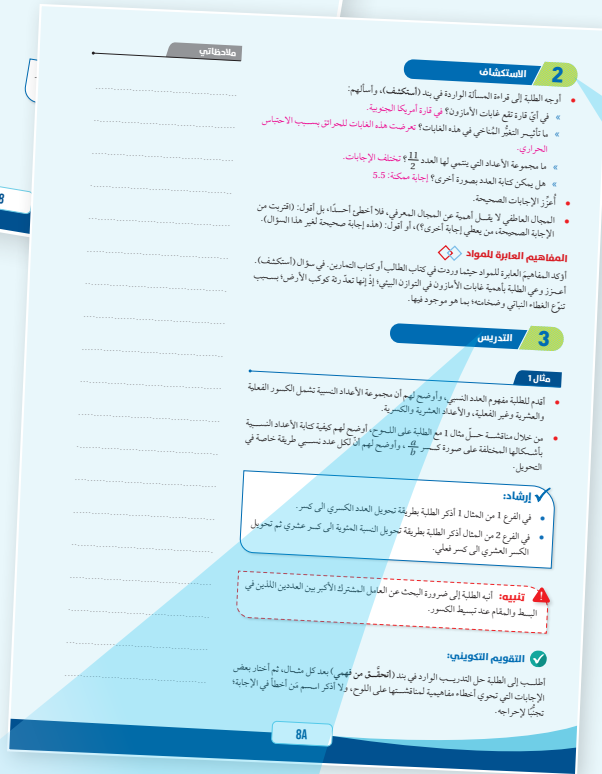 ملاحظاتي
2 الاستكشاف
• أوجه الطلبة إلى قراءة المسألة الواردة في بند (أستكشف)، وأسألهم:
» في أيّ قارة تقع غابات الأمازون؟ في قارة أمريكا الجنوبية.
» ما تأثير التغيُّر المُناخي في هذه الغابات؟ تعرضت هذه الغابات للحرائق بسبب الاحتباس
الحراري.
» ما مجموعة الأعداد التي ينتمي لها العدد 11/2؟ تختلف الإجابات.
» هل يمكن كتابة العدد بصورة أخرى؟ إجابة ممكنة: 5.5
• أُعزِّز الإجابات الصحيحة.
• المجال العاطفي لا يقل أهمية عن المجال المعرفي، فلا أخطئ أحدًا، بل أقول: (اقتربت من
الإجابة الصحيحة، من يعطي إجابة أخرى؟)، أو أقول: (هذه إجابة صحيحة لغير هذا السؤال).
المفاهيم العابرة للمواد
أؤكد المفاهيم العابرة للمواد حيثما وردت في كتاب الطالب أو كتاب التمارين. في سؤال (أستكشف).
أعزز وعي الطلبة بأهمية غابات الأمازون في التوازن البيئي؛ إذ إنها تعدّ رئة كوكب الأرض؛ بسبب
تنوّع الغطاء النباتي وضخامته؛ بما هو موجود فيها.
3 التدريس
مثال 1
• أقدم للطلبة مفهوم العدد النسبي، وأوضح لهم أن مجموعة الأعداد النسبية تشمل الكسور الفعلية
والعشرية وغير الفعلية، والأعداد العشرية والكسرية.
• من خلال مناقشة حل مثال 1 مع الطلبة على اللوح، أوضح لهم كيفية كتابة الأعداد النسبية
بأشكالها المختلفة على صورة كسر a/b، وأوضح لهم أنّ لكل عدد نسبي طريقة خاصة في
التحويل.
إرشاد:
• في الفرع 1 من المثال 1 أذكر الطلبة بطريقة تحويل العدد الكسري الى كسر.
• في الفرع 2 من المثال أذكر الطلبة بطريقة تحويل النسبة المئوية الى كسر عشري ثم تحويل
الكسر العشري الى كسر فعلي.
تنبيه: أنبه الطلبة إلى ضرورة البحث عن العامل المشترك الأكبر بين العددين اللذين في
البسط والمقام عند تبسيط الكسور.
التقويم التكويني:
أطلب إلى الطلبة حل التدريب الوارد في بند (أتحقَّق من فهمي) بعد كل مثال، ثم أختار بعض
الإجابات التي تحوي أخطاء مفاهيمية لمناقشتها على اللوح، ولا أذكر اسم من أخطأ في الإجابة؛
تجنُّبًا لإحراجه.
8A